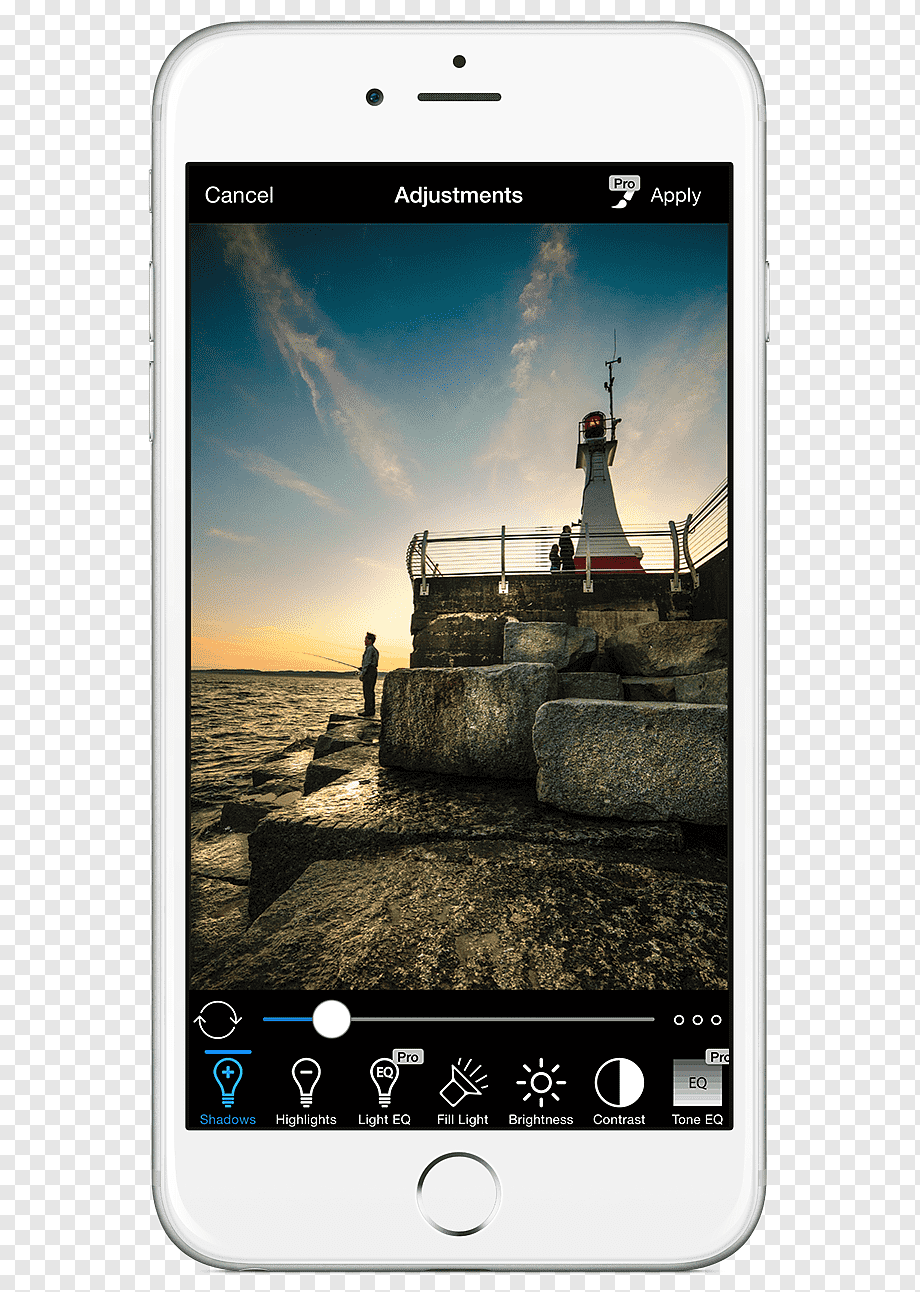 Cancel Adjustments Pro Apply
Pro Pro
EQ EQ
Shadows Highlights Light EQ Fill Light Brightness Contrast Tone EQ